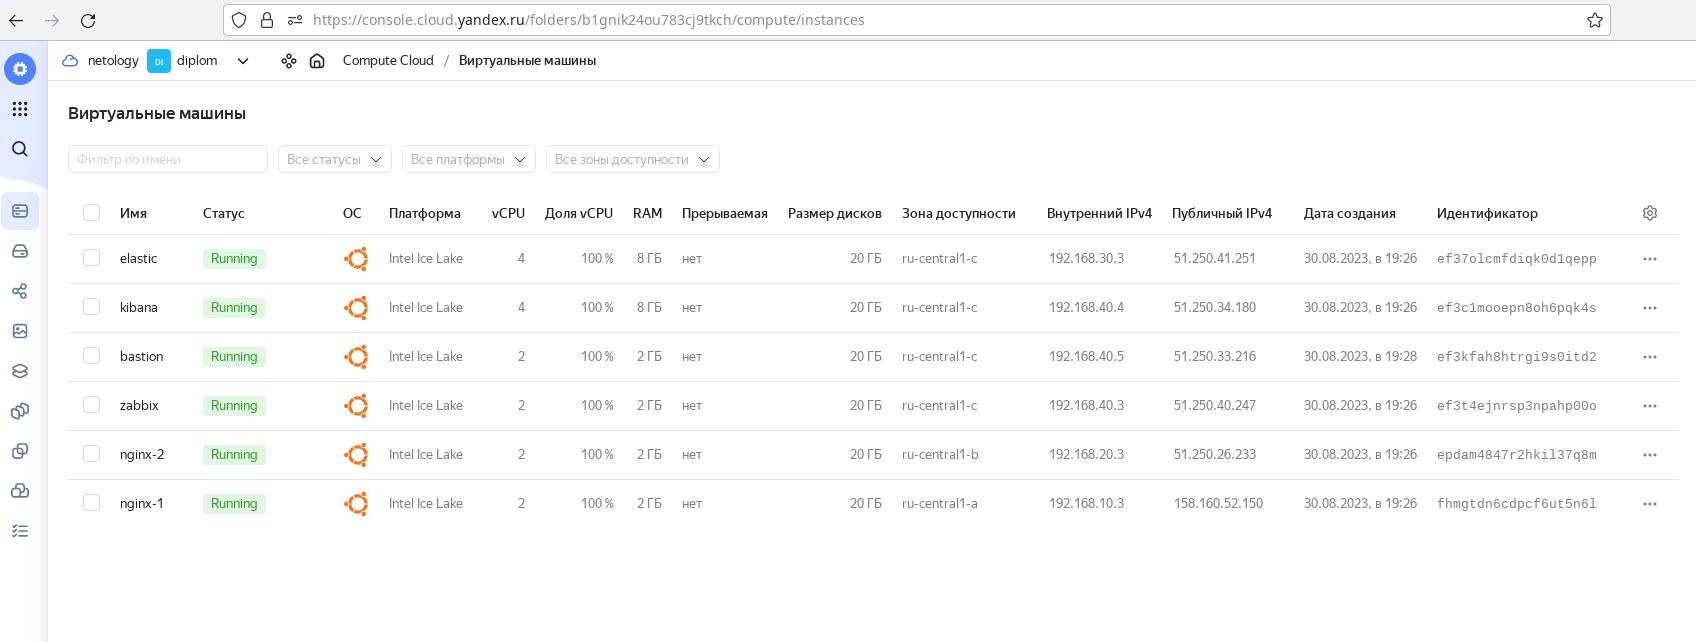 https://console.cloud.yandex.ru/folders/b1gnik24ou783cj9tkch/compute/instances
netology DI diplom Compute Cloud / Виртуальные машины
Виртуальные машины
Фильтр по имени Все статусы Все платформы Все зоны доступности
Имя Статус ОС Платформа vCPU Доля vCPU RAM Прерываемая Размер дисков Зона доступности Внутренний IPv4 Публичный IPv4 Дата создания Идентификатор
elastic Running Intel Ice Lake 4 100 % 8 ГБ нет 20 ГБ ru-central1-c 192.168.30.3 51.250.41.251 30.08.2023, в 19:26 ef37olcmfdiqk0d1qepp
kibana Running Intel Ice Lake 4 100 % 8 ГБ нет 20 ГБ ru-central1-c 192.168.40.4 51.250.34.180 30.08.2023, в 19:26 ef3c1mooepn8oh6pqk4s
bastion Running Intel Ice Lake 2 100 % 2 ГБ нет 20 ГБ ru-central1-c 192.168.40.5 51.250.33.216 30.08.2023, в 19:28 ef3kfah8htrgi9s0itd2
zabbix Running Intel Ice Lake 2 100 % 2 ГБ нет 20 ГБ ru-central1-c 192.168.40.3 51.250.40.247 30.08.2023, в 19:26 ef3t4ejnrsp3npahp00o
nginx-2 Running Intel Ice Lake 2 100 % 2 ГБ нет 20 ГБ ru-central1-b 192.168.20.3 51.250.26.233 30.08.2023, в 19:26 epdam4847r2hkil37q8m
nginx-1 Running Intel Ice Lake 2 100 % 2 ГБ нет 20 ГБ ru-central1-a 192.168.10.3 158.160.52.150 30.08.2023, в 19:26 fhmgtdn6cdpcf6ut5n6l